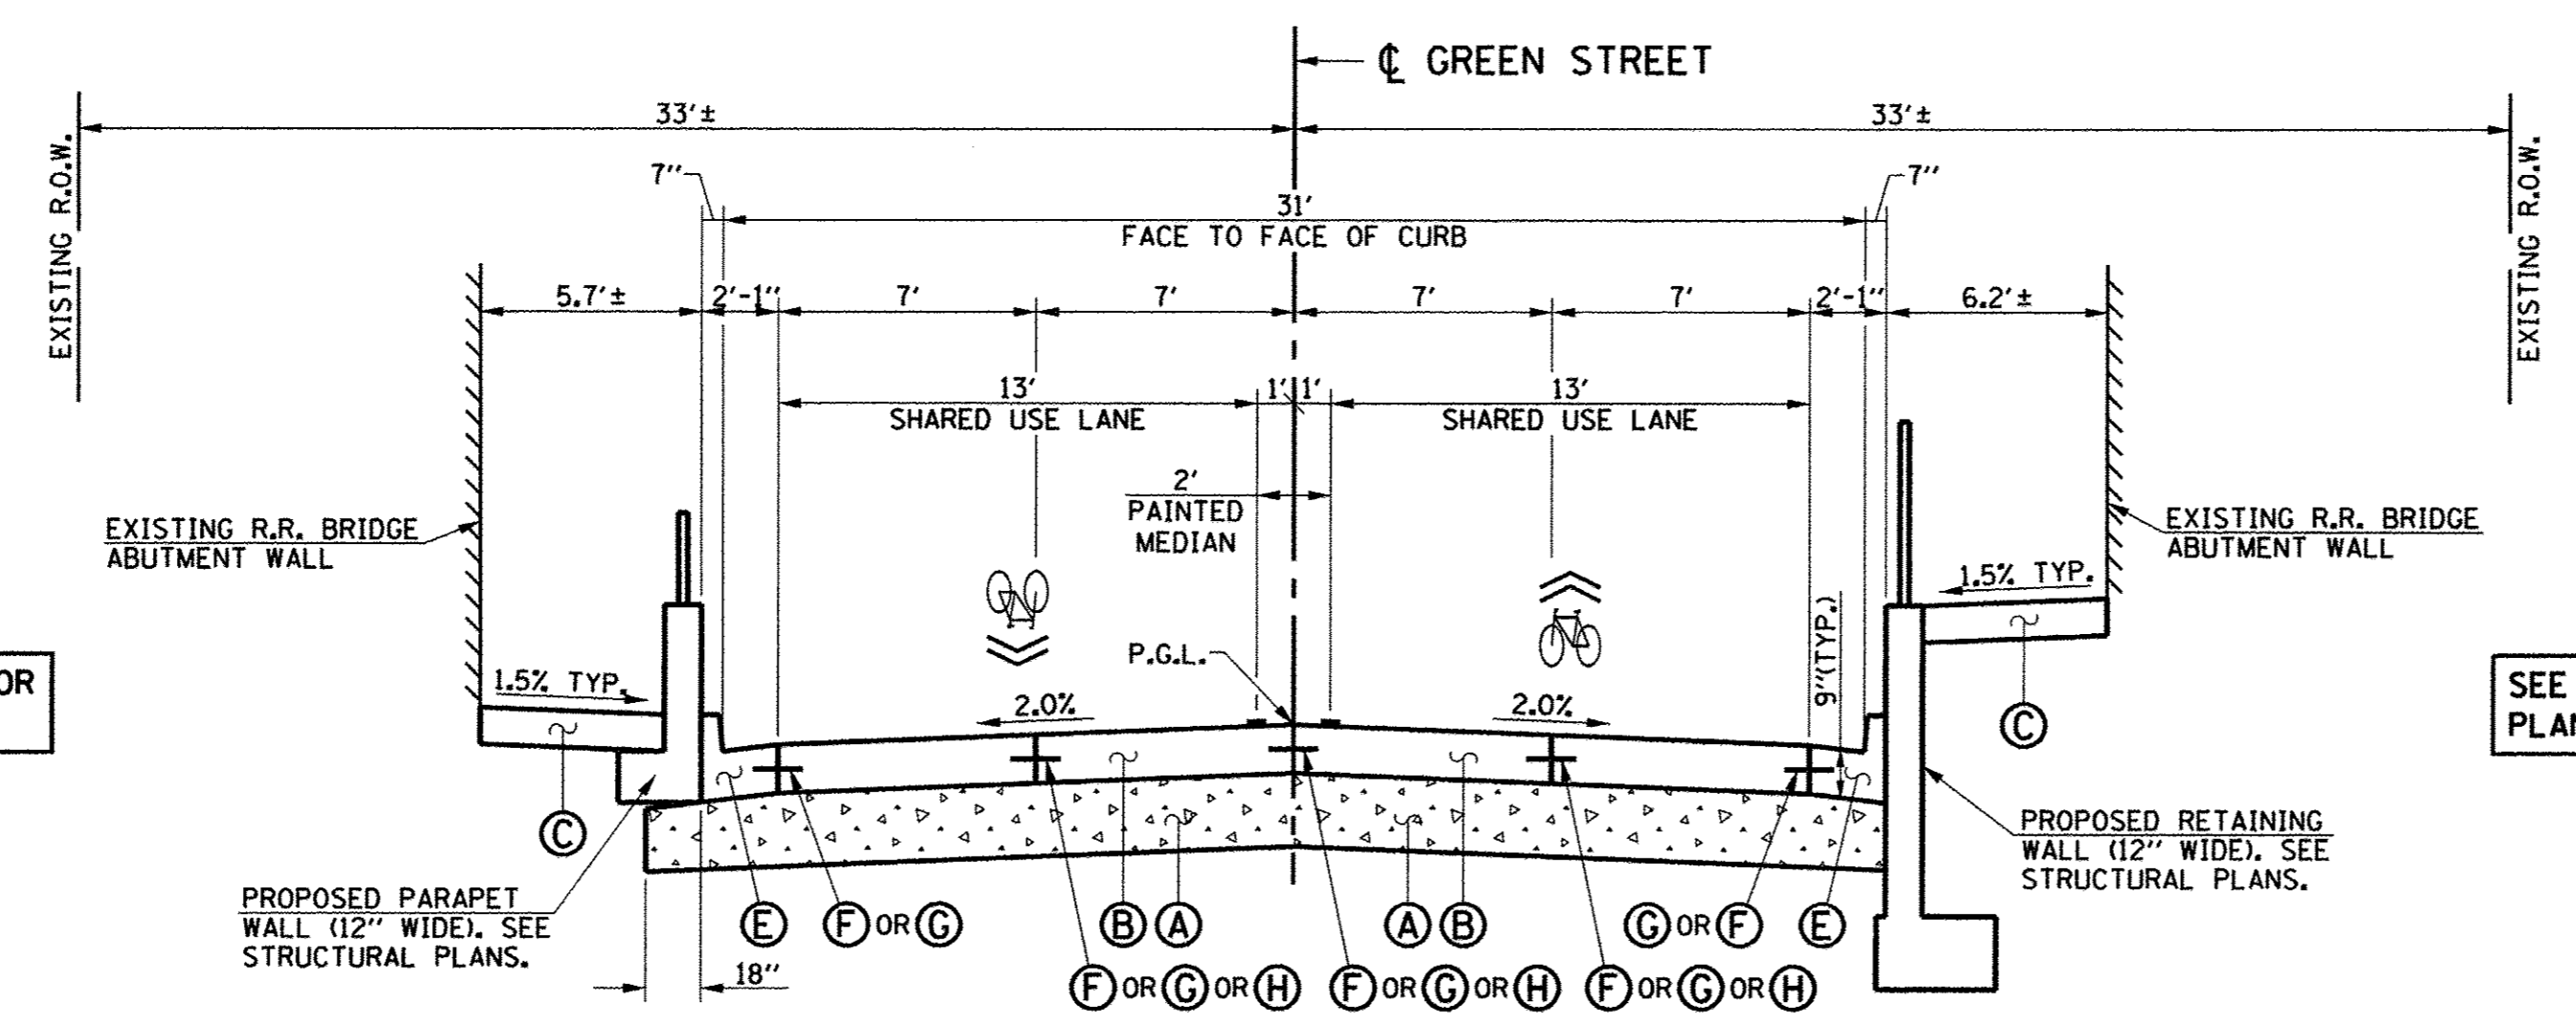 ℄ GREEN STREET
33'± 33'±
EXISTING R.O.W.
EXISTING R.O.W.
7" 7"
31'
FACE TO FACE OF CURB
5.7'± 2'-1" 7' 7' 7' 7' 2'-1" 6.2'±
13' 1' 1' 13'
SHARED USE LANE SHARED USE LANE
2'
PAINTED
MEDIAN
EXISTING R.R. BRIDGE
ABUTMENT WALL
EXISTING R.R. BRIDGE
ABUTMENT WALL
1.5% TYP.
9"(TYP.)
P.G.L.
OR
1.5% TYP.
2.0% 2.0%
SEE
PLAN
C
C
PROPOSED RETAINING
WALL (12" WIDE). SEE
STRUCTURAL PLANS.
PROPOSED PARAPET
WALL (12" WIDE). SEE
STRUCTURAL PLANS.
E F OR G B A A B G OR F E
18"
F OR G OR H F OR G OR H F OR G OR H